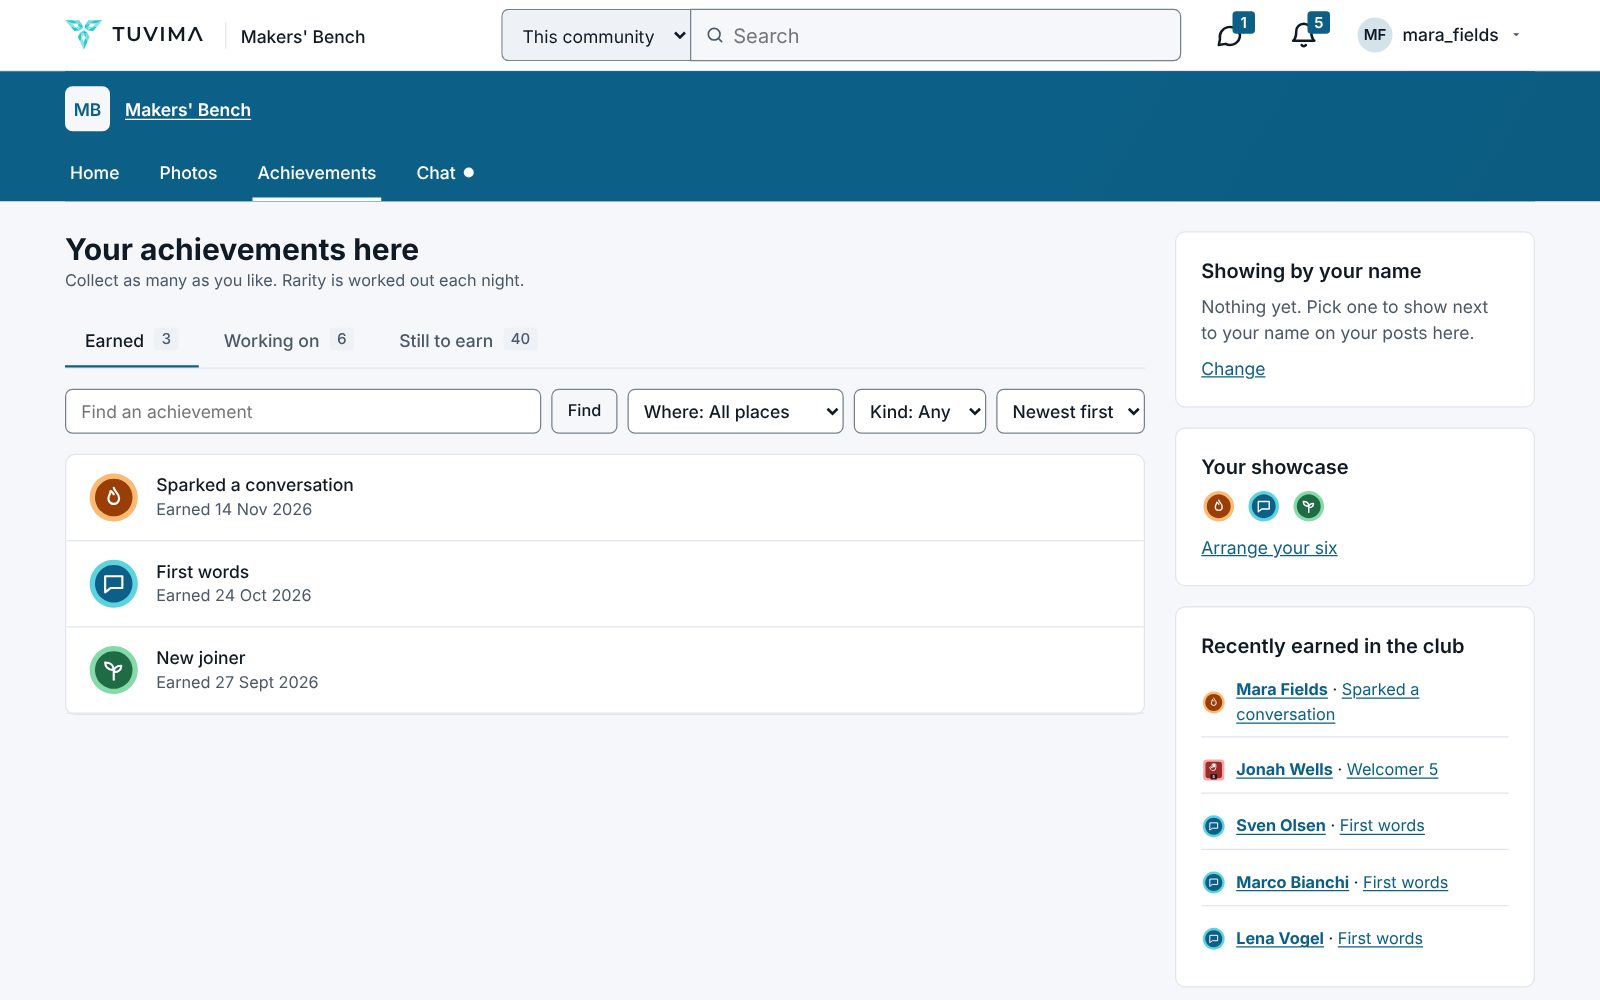 TUVIMA
Makers' Bench
This community
Search
1
5
MF
mara_fields
MB
Makers' Bench
Home
Photos
Achievements
Chat
Your achievements here
Collect as many as you like. Rarity is worked out each night.
Earned 3
Working on 6
Still to earn 40
Find an achievement
Find
Where: All places
Kind: Any
Newest first
Sparked a conversation
Earned 14 Nov 2026
First words
Earned 24 Oct 2026
New joiner
Earned 27 Sept 2026
Showing by your name
Nothing yet. Pick one to show next
to your name on your posts here.
Change
Your showcase
Arrange your six
Recently earned in the club
Mara Fields · Sparked a
conversation
Jonah Wells · Welcomer 5
Sven Olsen · First words
Marco Bianchi · First words
Lena Vogel · First words